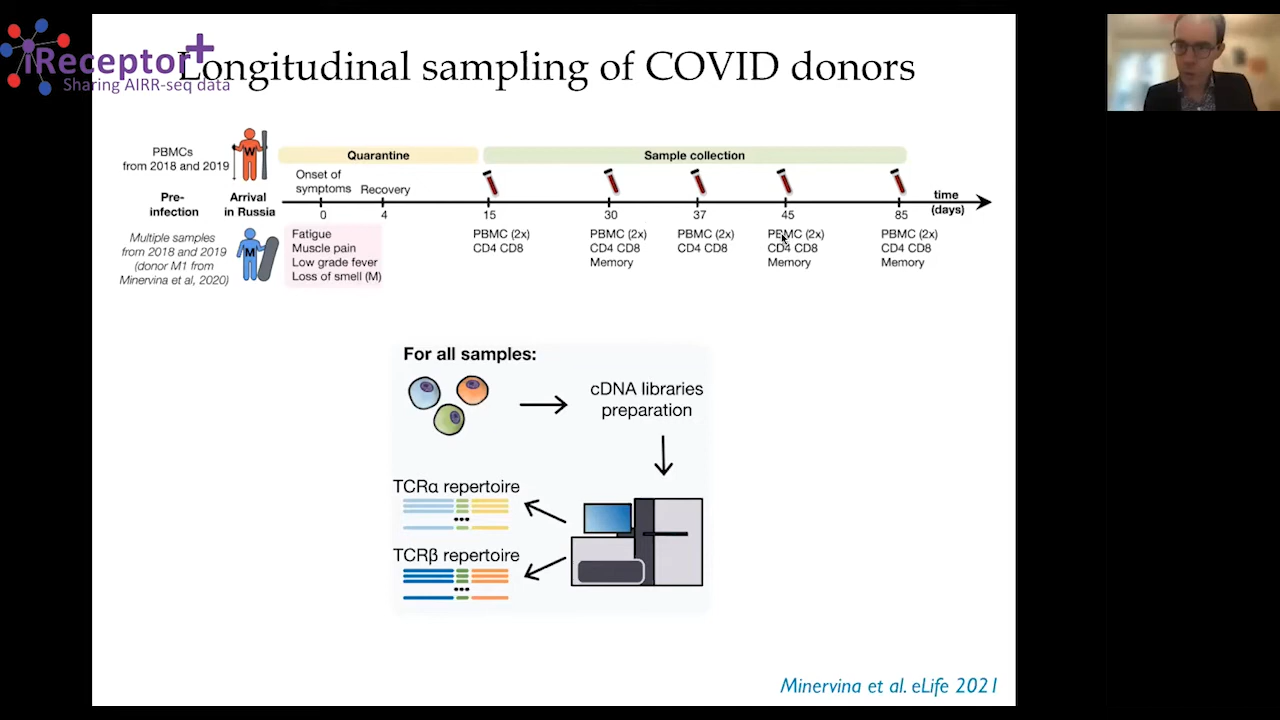 iReceptor+
Sharing AIRR-seq data
Longitudinal sampling of COVID donors
PBMCs
from 2018 and 2019
W
Quarantine
Sample collection
Onset of
symptoms
Recovery
Pre-
infection
Arrival
in Russia
0
4
15
30
37
45
85
time
(days)
Multiple samples
from 2018 and 2019
(donor M1 from
Minervina et al, 2020)
M
Fatigue
Muscle pain
Low grade fever
Loss of smell (M)
PBMC (2x)
CD4 CD8
PBMC (2x)
CD4 CD8
Memory
PBMC (2x)
CD4 CD8
PBMC (2x)
CD4 CD8
Memory
PBMC (2x)
CD4 CD8
Memory
For all samples:
cDNA libraries
preparation
TCRα repertoire
TCRβ repertoire
Minervina et al. eLife 2021